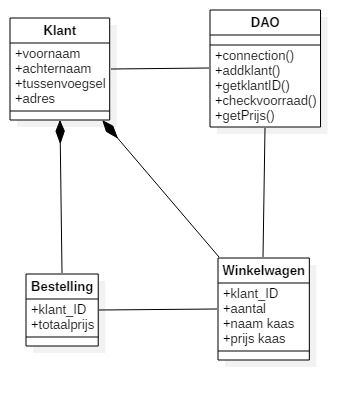 Klant
+voornaam
+achternaam
+tussenvoegsel
+adres
DAO
+connection()
+addklant()
+getklantID()
+checkvoorraad()
+getPrijs()
Bestelling
+klant_ID
+totaalprijs
Winkelwagen
+klant_ID
+aantal
+naam kaas
+prijs kaas